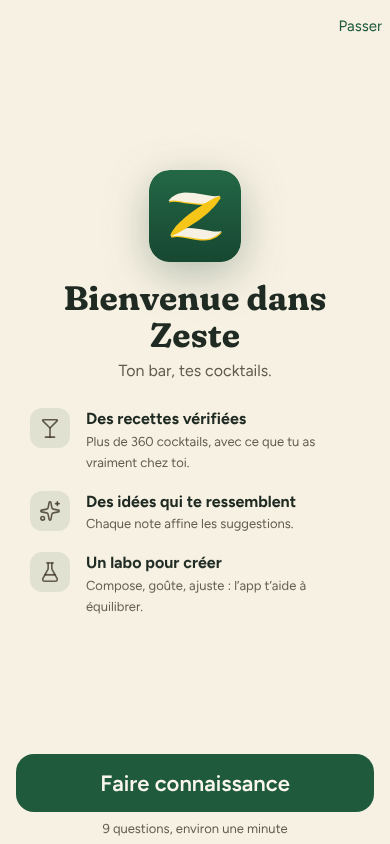 Passer
Bienvenue dans
Zeste
Ton bar, tes cocktails.
Des recettes vérifiées
Plus de 360 cocktails, avec ce que tu as
vraiment chez toi.
Des idées qui te ressemblent
Chaque note affine les suggestions.
Un labo pour créer
Compose, goûte, ajuste : l’app t’aide à
équilibrer.
Faire connaissance
9 questions, environ une minute